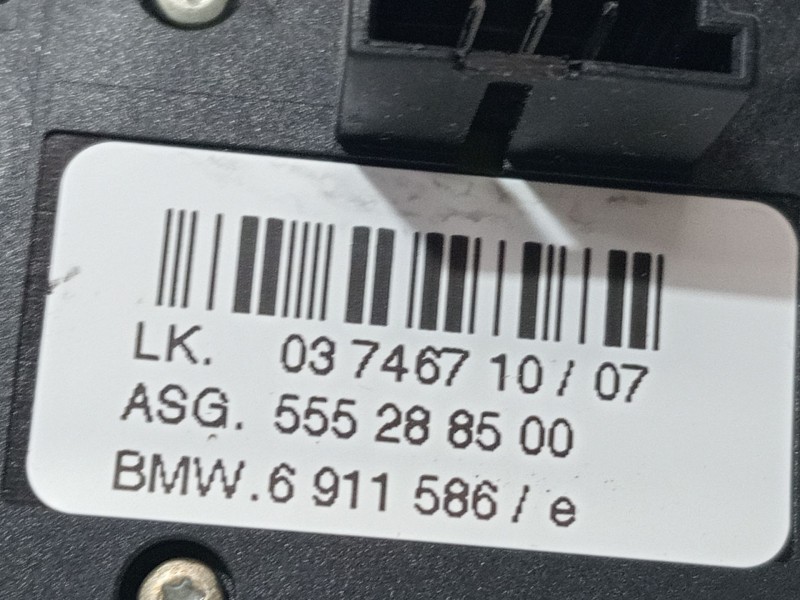 LK. 03 7467 10 / 07
ASG. 555 28 85 00
BMW. 6 911 586 / e